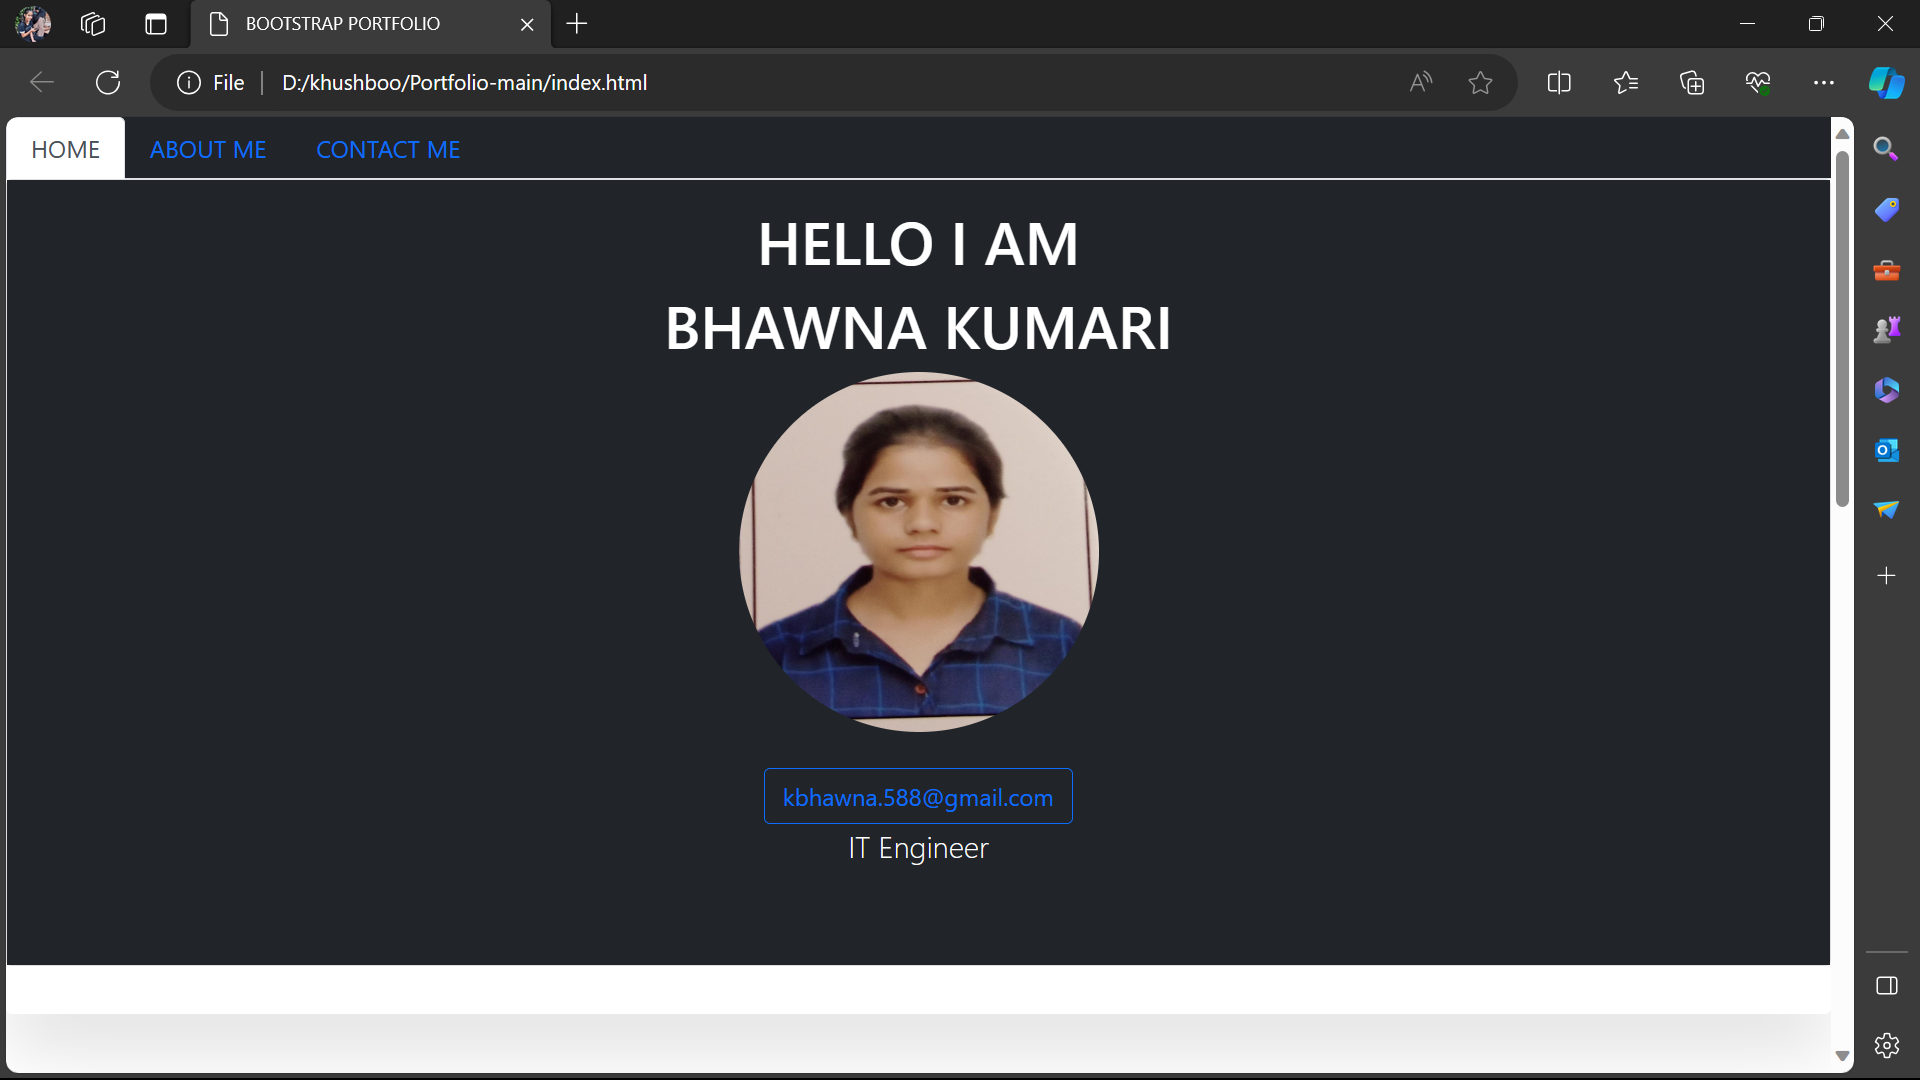 BOOTSTRAP PORTFOLIO
File
D:/khushboo/Portfolio-main/index.html
HOME
ABOUT ME
CONTACT ME
HELLO I AM
BHAWNA KUMARI
kbhawna.588@gmail.com
IT Engineer